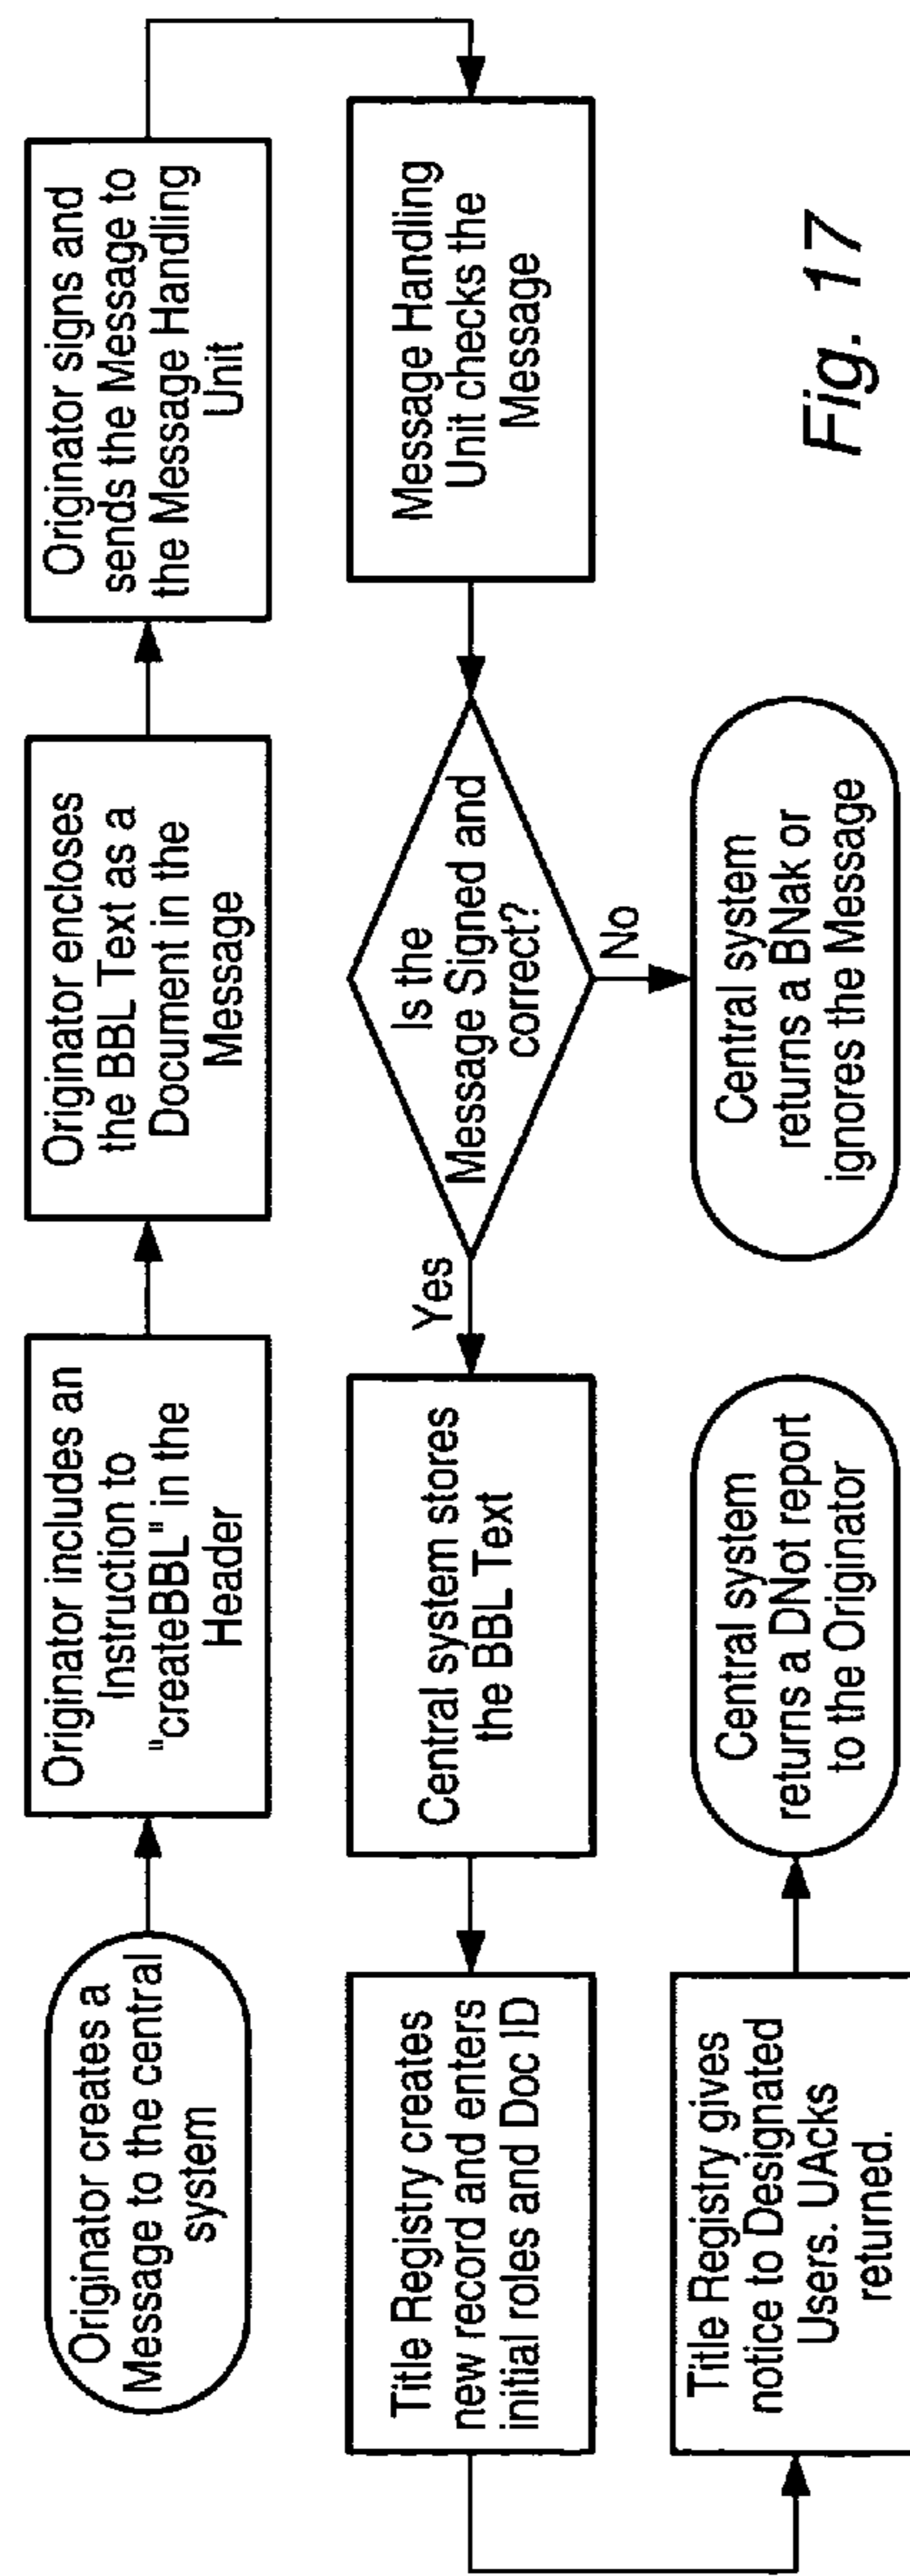 Originator creates a
Message to the central
system
Originator includes an
Instruction to
"createBBL" in the
Header
Originator encloses
the BBL Text as a
Document in the
Message
Originator signs and
sends the Message to
the Message Handling
Unit
Message Handling
Unit checks the
Message
Is the
Message Signed and
correct?
Yes
No
Central system
returns a BNak or
ignores the Message
Central system stores
the BBL Text
Title Registry creates
new record and enters
initial roles and Doc ID
Title Registry gives
notice to Designated
Users. UAcks
returned.
Central system
returns a DNot report
to the Originator
Fig. 17